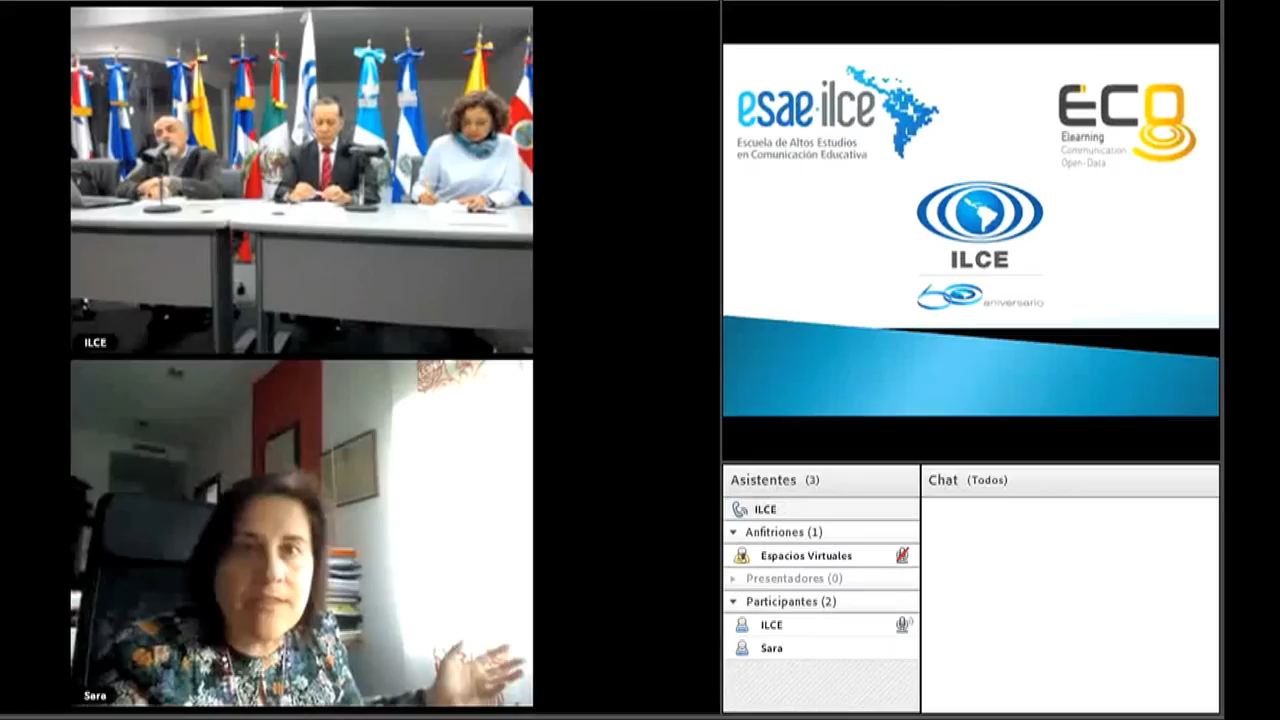 ILCE
Sara
esae·ilce
Escuela de Altos Estudios
en Comunicación Educativa
ECO
Elearning
Communication
Open-Data
ILCE
60 aniversario
Asistentes (3)
ILCE
Anfitriones (1)
Espacios Virtuales
Presentadores (0)
Participantes (2)
ILCE
Sara
Chat (Todos)